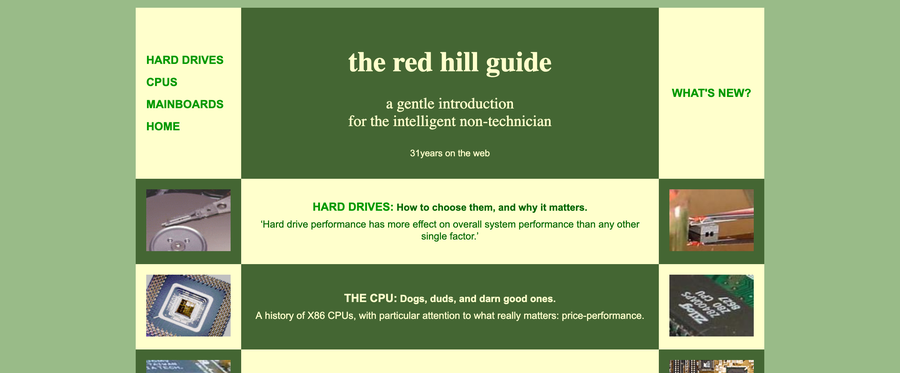 HARD DRIVES
CPUS
MAINBOARDS
HOME
the red hill guide
a gentle introduction
for the intelligent non-technician
31years on the web
WHAT'S NEW?
HARD DRIVES: How to choose them, and why it matters.
'Hard drive performance has more effect on overall system performance than any other
single factor.'
THE CPU: Dogs, duds, and darn good ones.
A history of X86 CPUs, with particular attention to what really matters: price-performance.
Zilog